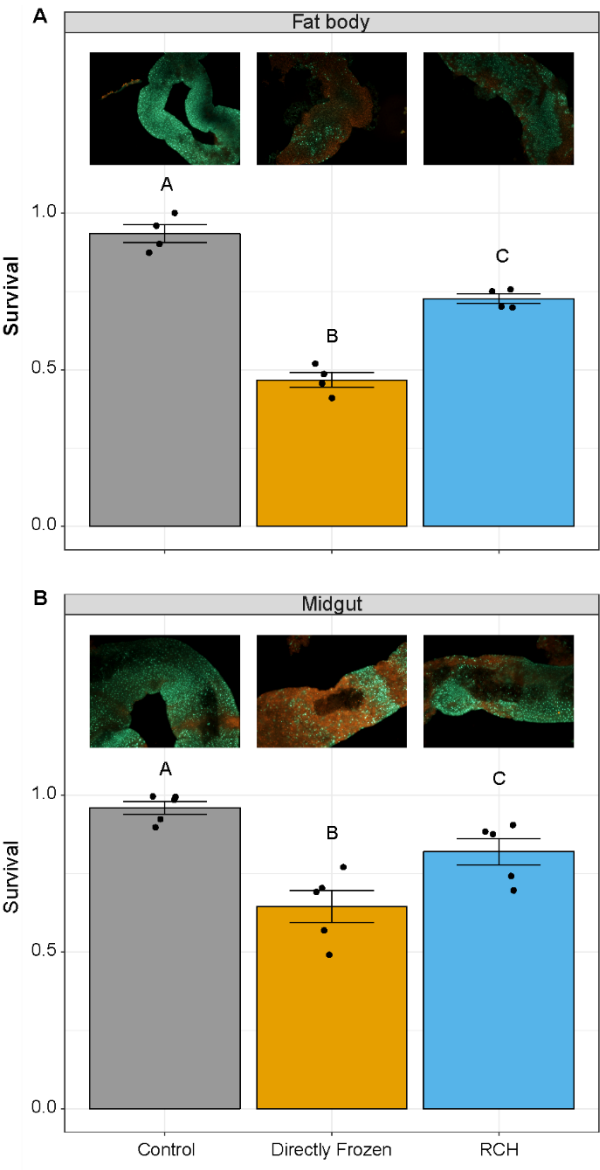 A
Fat body
A
B
C
1.0
0.5
0.0
Survival
B
Midgut
A
B
C
1.0
0.5
0.0
Survival
Control
Directly Frozen
RCH